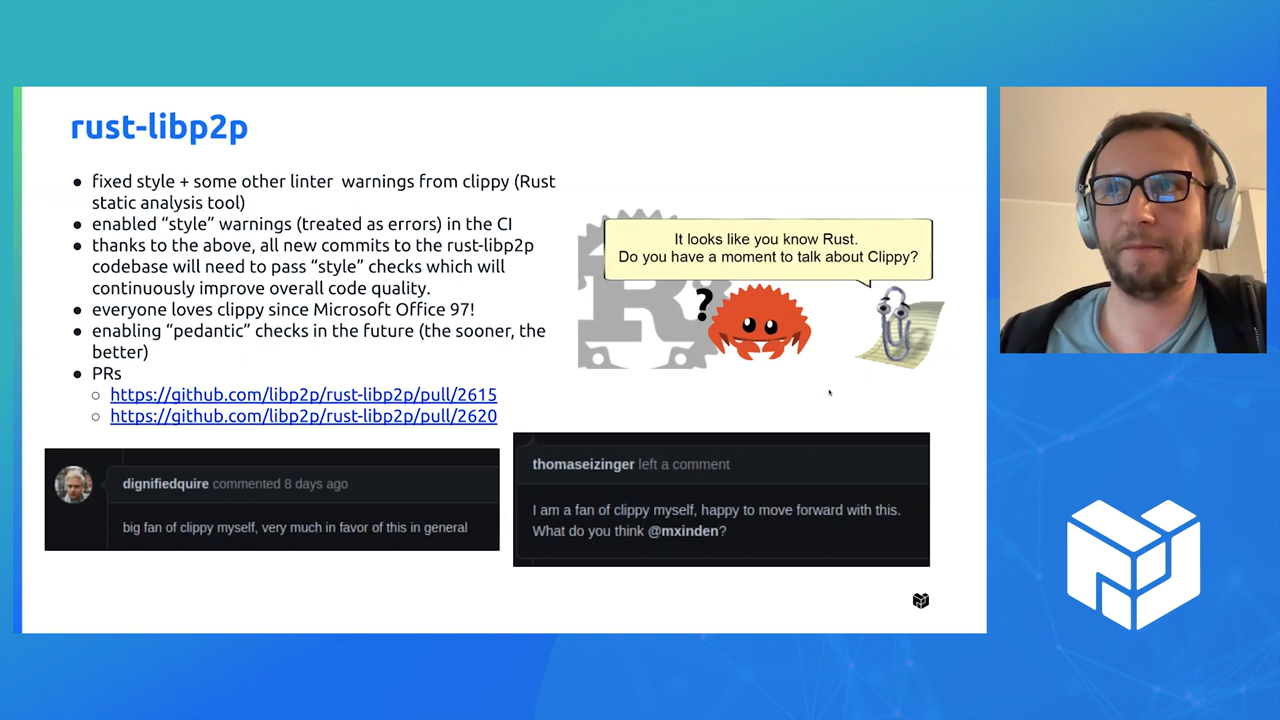 rust-libp2p
● fixed style + some other linter warnings from clippy (Rust
static analysis tool)
● enabled “style” warnings (treated as errors) in the CI
● thanks to the above, all new commits to the rust-libp2p
codebase will need to pass “style” checks which will
continuously improve overall code quality.
● everyone loves clippy since Microsoft Office 97!
● enabling “pedantic” checks in the future (the sooner, the
better)
● PRs
○ https://github.com/libp2p/rust-libp2p/pull/2615
○ https://github.com/libp2p/rust-libp2p/pull/2620
It looks like you know Rust.
Do you have a moment to talk about Clippy?
R
?
dignifiedquire commented 8 days ago
big fan of clippy myself, very much in favor of this in general
thomaseizinger left a comment
I am a fan of clippy myself, happy to move forward with this.
What do you think @mxinden?